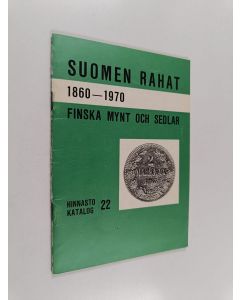 SUOMEN RAHAT
1860—1970
FINSKA MYNT OCH SEDLAR
HINNASTO
KATALOG 22